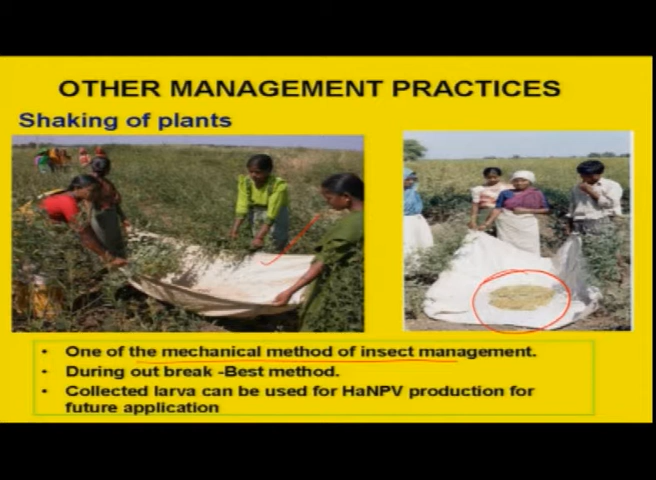 OTHER MANAGEMENT PRACTICES
Shaking of plants
• One of the mechanical method of insect management.
• During out break -Best method.
• Collected larva can be used for HaNPV production for
future application